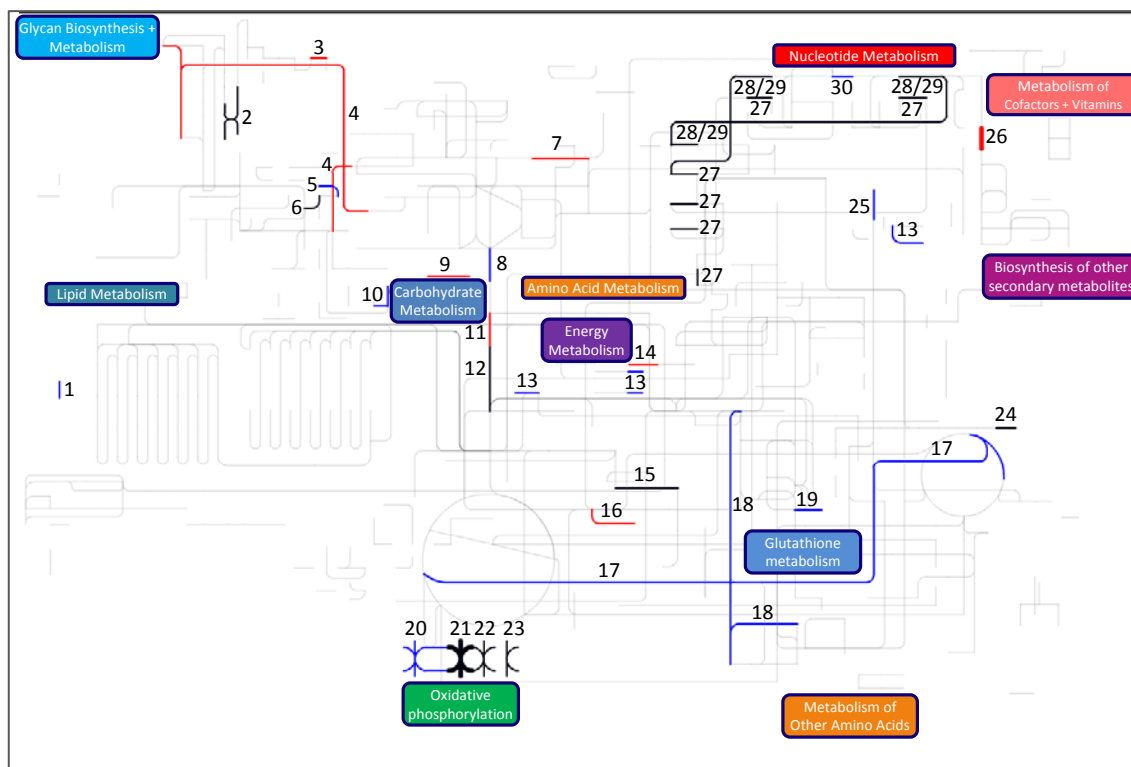 Glycan Biosynthesis +
Metabolism
3
Nucleotide Metabolism
28/29
27
30
28/29
27
Metabolism of
Cofactors + Vitamins
2
4
28/29
26
7
4
5
6
27
27
27
25
13
9
8
27
Lipid Metabolism
10
Carbohydrate
Metabolism
Amino Acid Metabolism
Biosynthesis of other
secondary metabolites
11
Energy
Metabolism
14
12
1
13
13
24
17
15
16
18
19
Glutathione
metabolism
17
18
20
21
22
23
Oxidative
phosphorylation
Metabolism of
Other Amino Acids